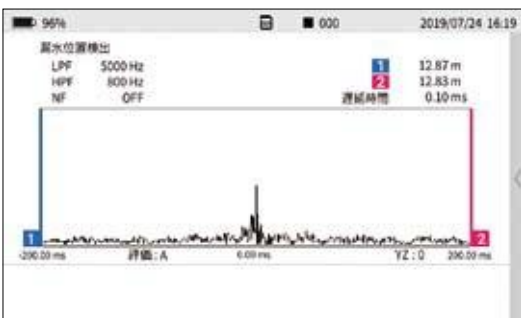 96% 000 2019/07/24 16:19
漏水位置検出
LPF 5000 Hz 1 12.87 m
HPF 800 Hz 2 12.83 m
NF OFF 遅延時間 0.10 ms
1 2
-200.00 ms 評価 : A 0.00 ms YZ : 0 200.00 ms